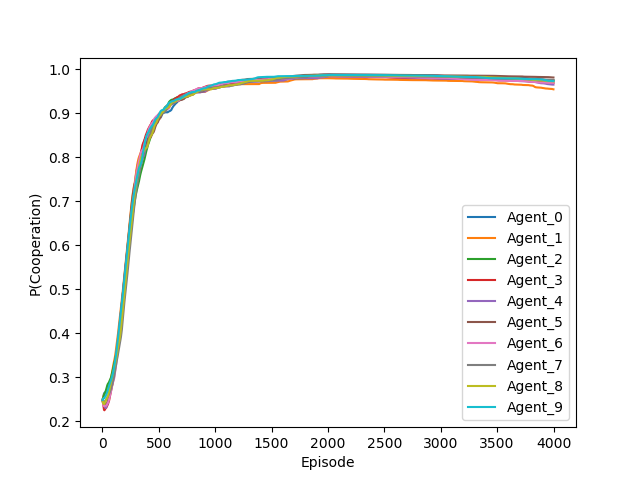 1.0
0.9
0.8
0.7
0.6
0.5
0.4
0.3
0.2
P(Cooperation)
Agent_0
Agent_1
Agent_2
Agent_3
Agent_4
Agent_5
Agent_6
Agent_7
Agent_8
Agent_9
0 500 1000 1500 2000 2500 3000 3500 4000
Episode